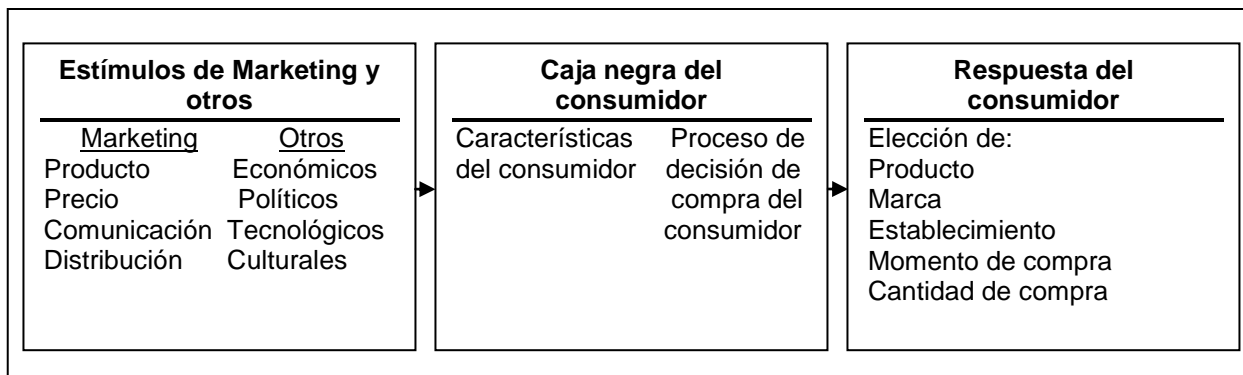 Estímulos de Marketing y
otros
Marketing Otros
Producto Económicos
Precio Políticos
Comunicación Tecnológicos
Distribución Culturales
Caja negra del
consumidor
Características Proceso de
del consumidor decisión de
compra del
consumidor
Respuesta del
consumidor
Elección de:
Producto
Marca
Establecimiento
Momento de compra
Cantidad de compra